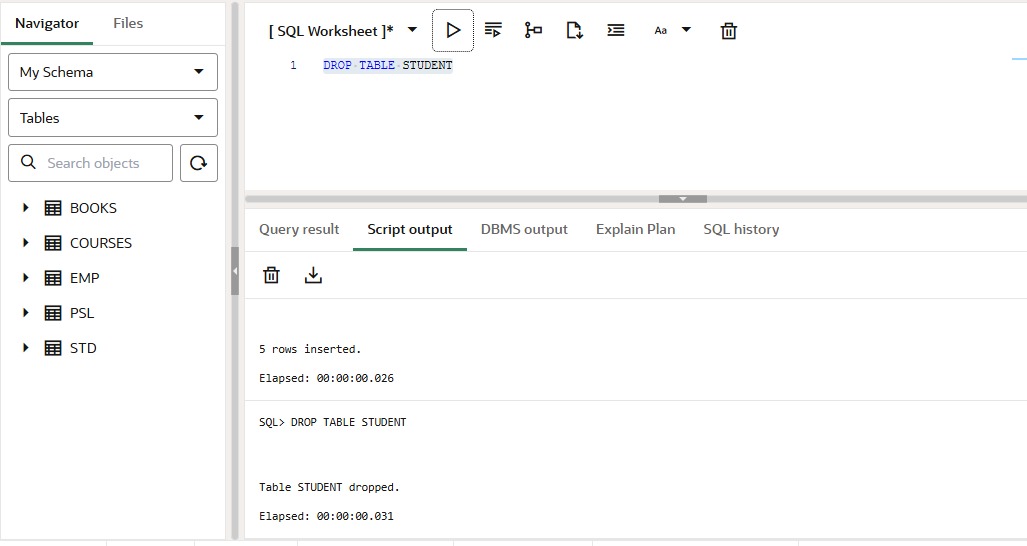 Navigator Files
My Schema
Tables
Search objects
BOOKS
COURSES
EMP
PSL
STD
[ SQL Worksheet ]* Aa
1 DROP TABLE STUDENT
Query result Script output DBMS output Explain Plan SQL history
5 rows inserted.
Elapsed: 00:00:00.026
SQL> DROP TABLE STUDENT
Table STUDENT dropped.
Elapsed: 00:00:00.031